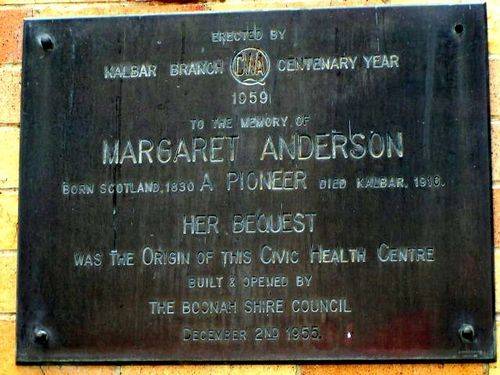 ERECTED BY
KALBAR BRANCH QCWA CENTENARY YEAR
1959
TO THE MEMORY OF
MARGARET ANDERSON
BORN SCOTLAND, 1830 A PIONEER DIED KALBAR, 1916.
HER BEQUEST
WAS THE ORIGIN OF THIS CIVIC HEALTH CENTRE
BUILT & OPENED BY
THE BOONAH SHIRE COUNCIL
DECEMBER 2ND 1955.